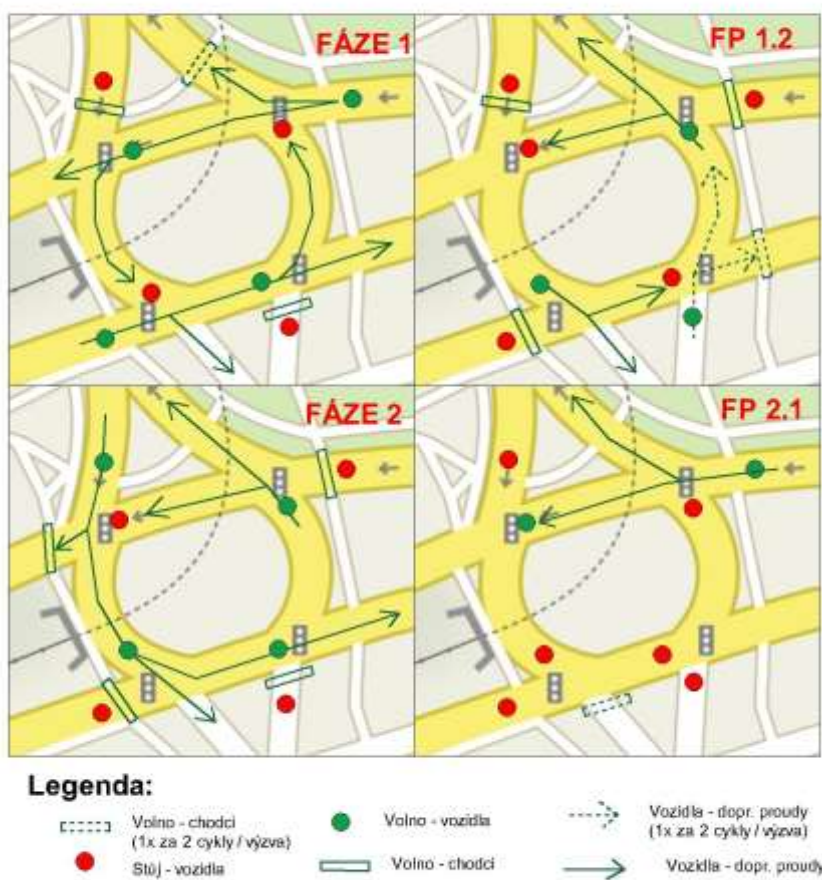 FÁZE 1
FP 1.2
FÁZE 2
FP 2.1
Legenda:
Volno - chodci
(1x za 2 cykly / výzva)
Stůj - vozidla
Volno - vozidla
Volno - chodci
Vozidla - dopr. proudy
(1x za 2 cykly / výzva)
Vozidla - dopr. proudy